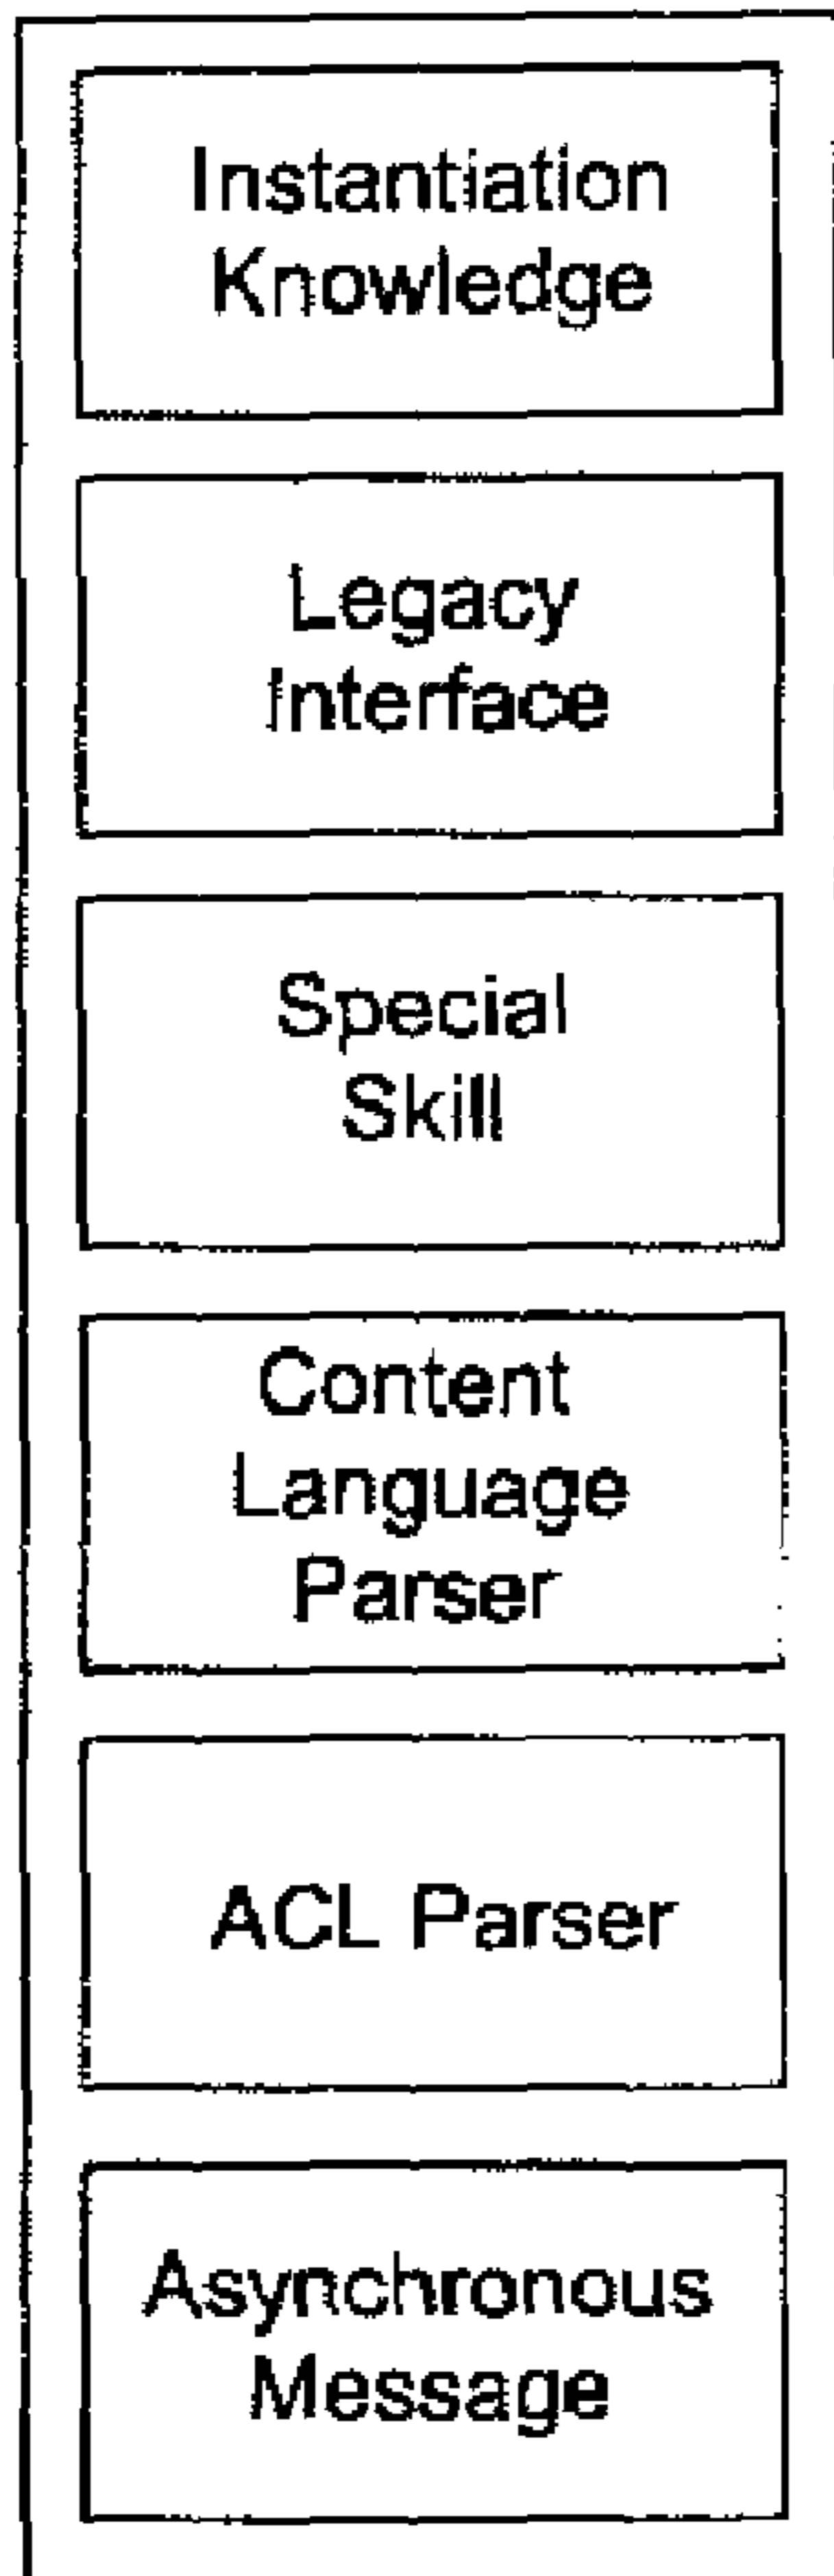 Instantiation
Knowledge
Legacy
Interface
Special
Skill
Content
Language
Parser
ACL Parser
Asynchronous
Message